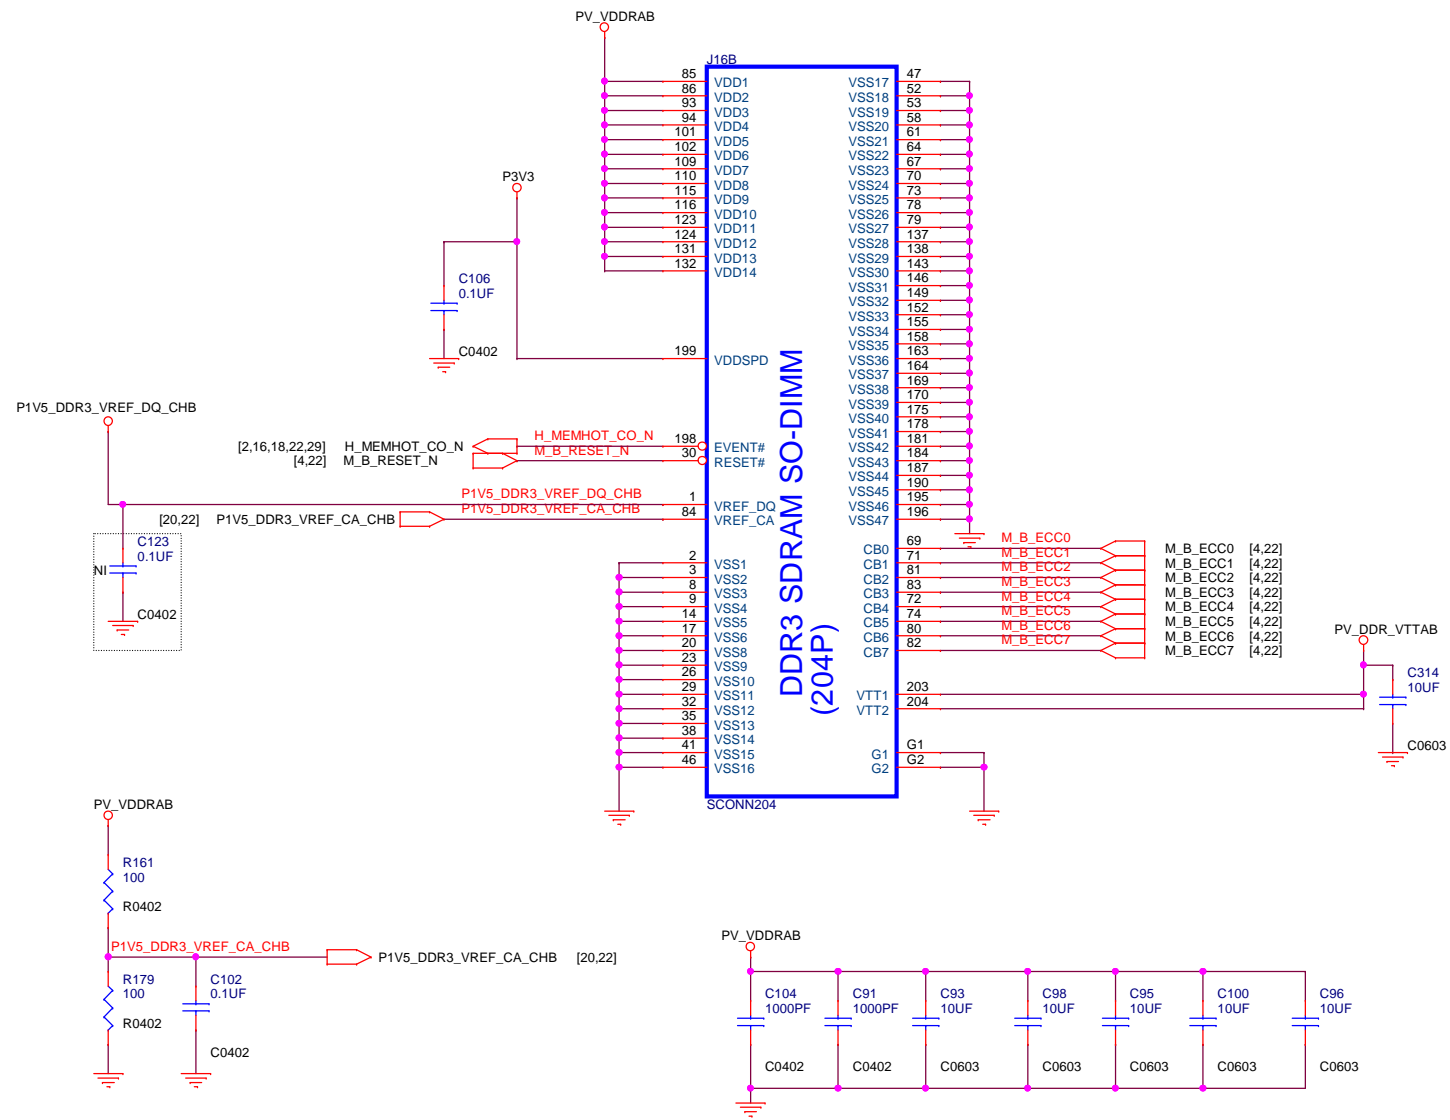 PV_VDDRAB
J16B
85 VDD1
86 VDD2
93 VDD3
94 VDD4
101 VDD5
102 VDD6
109 VDD7
110 VDD8
115 VDD9
116 VDD10
123 VDD11
124 VDD12
131 VDD13
132 VDD14
P3V3
C106
0.1UF
C0402
199 VDDSPD
P1V5_DDR3_VREF_DQ_CHB
[2,16,18,22,29] H_MEMHOT_CO_N H_MEMHOT_CO_N 198 EVENT#
[4,22] M_B_RESET_N M_B_RESET_N 30 RESET#
P1V5_DDR3_VREF_DQ_CHB 1 VREF_DQ
[20,22] P1V5_DDR3_VREF_CA_CHB P1V5_DDR3_VREF_CA_CHB 84 VREF_CA
C123
0.1UF
NI
C0402
2 VSS1
3 VSS2
8 VSS3
9 VSS4
14 VSS5
17 VSS6
20 VSS8
23 VSS9
26 VSS10
29 VSS11
32 VSS12
35 VSS13
38 VSS14
41 VSS15
46 VSS16
SCONN204
DDR3 SDRAM SO-DIMM
(204P)
VSS17 47
VSS18 52
VSS19 53
VSS20 58
VSS21 61
VSS22 64
VSS23 67
VSS24 70
VSS25 73
VSS26 78
VSS27 79
VSS28 137
VSS29 138
VSS30 143
VSS31 146
VSS32 149
VSS33 152
VSS34 155
VSS35 158
VSS36 163
VSS37 164
VSS38 169
VSS39 170
VSS40 175
VSS41 178
VSS42 181
VSS43 184
VSS44 187
VSS45 190
VSS46 195
VSS47 196
CB0 69 M_B_ECC0 M_B_ECC0 [4,22]
CB1 71 M_B_ECC1 M_B_ECC1 [4,22]
CB2 81 M_B_ECC2 M_B_ECC2 [4,22]
CB3 83 M_B_ECC3 M_B_ECC3 [4,22]
CB4 72 M_B_ECC4 M_B_ECC4 [4,22]
CB5 74 M_B_ECC5 M_B_ECC5 [4,22]
CB6 80 M_B_ECC6 M_B_ECC6 [4,22]
CB7 82 M_B_ECC7 M_B_ECC7 [4,22]
PV_DDR_VTTAB
C314
10UF
C0603
VTT1 203
VTT2 204
G1 G1
G2 G2
PV_VDDRAB
R161
100
R0402
P1V5_DDR3_VREF_CA_CHB P1V5_DDR3_VREF_CA_CHB [20,22]
R179
100
R0402
C102
0.1UF
C0402
PV_VDDRAB
C104 C91 C93 C98 C95 C100 C96
1000PF 1000PF 10UF 10UF 10UF 10UF 10UF
C0402 C0402 C0603 C0603 C0603 C0603 C0603